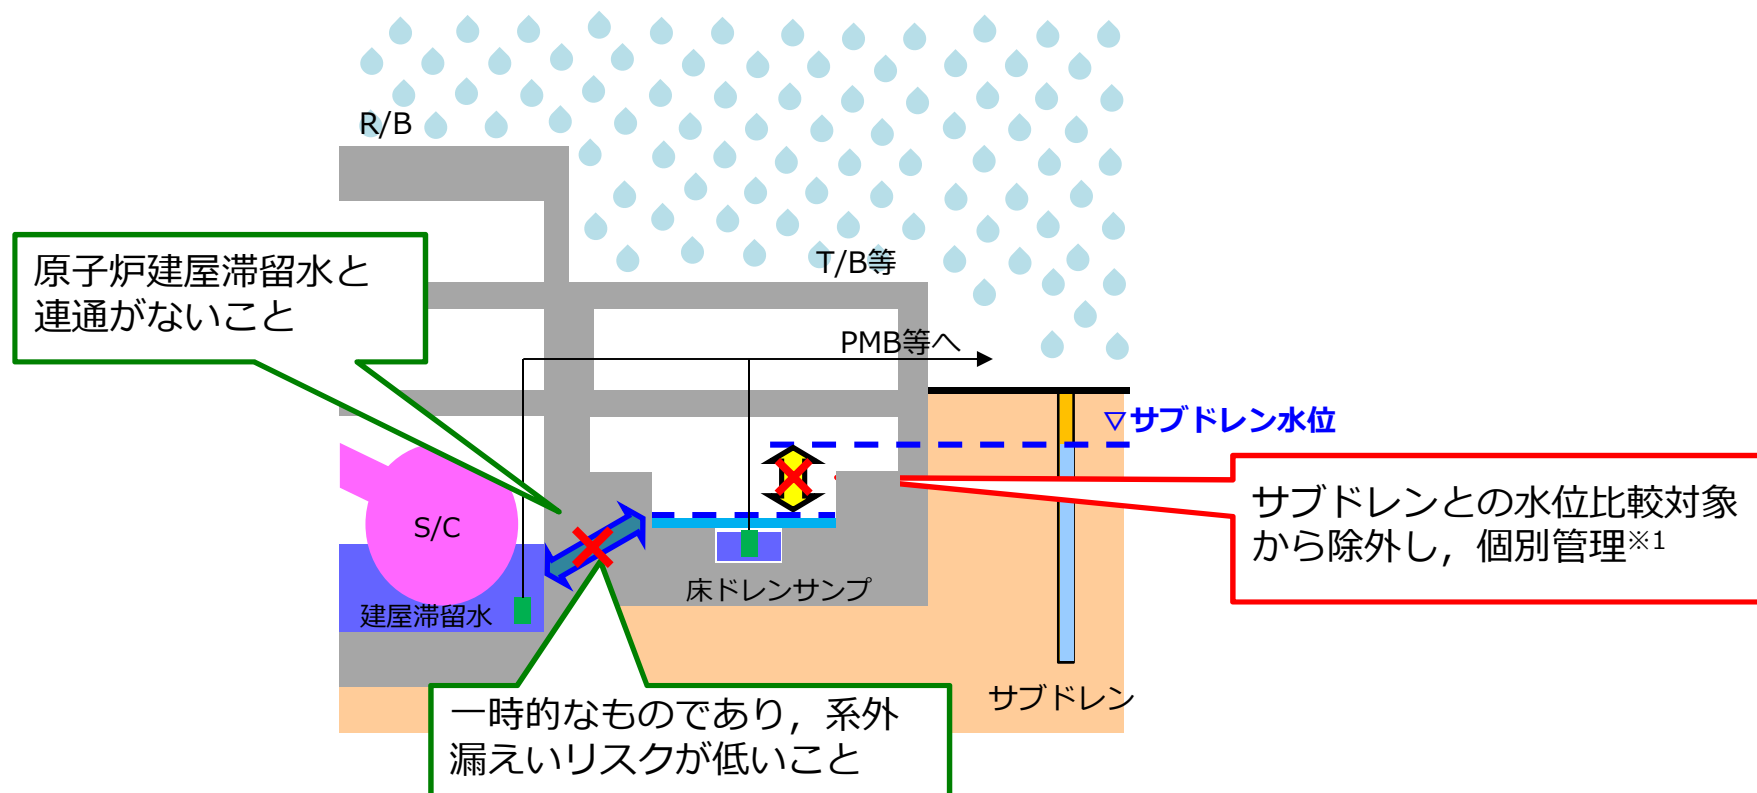 R/B
原子炉建屋滞留水と
連通がないこと
T/B等
PMB等へ
▽サブドレン水位
サブドレンとの水位比較対象
から除外し，個別管理※1
S/C
床ドレンサンプ
建屋滞留水
サブドレン
一時的なものであり，系外
漏えいリスクが低いこと